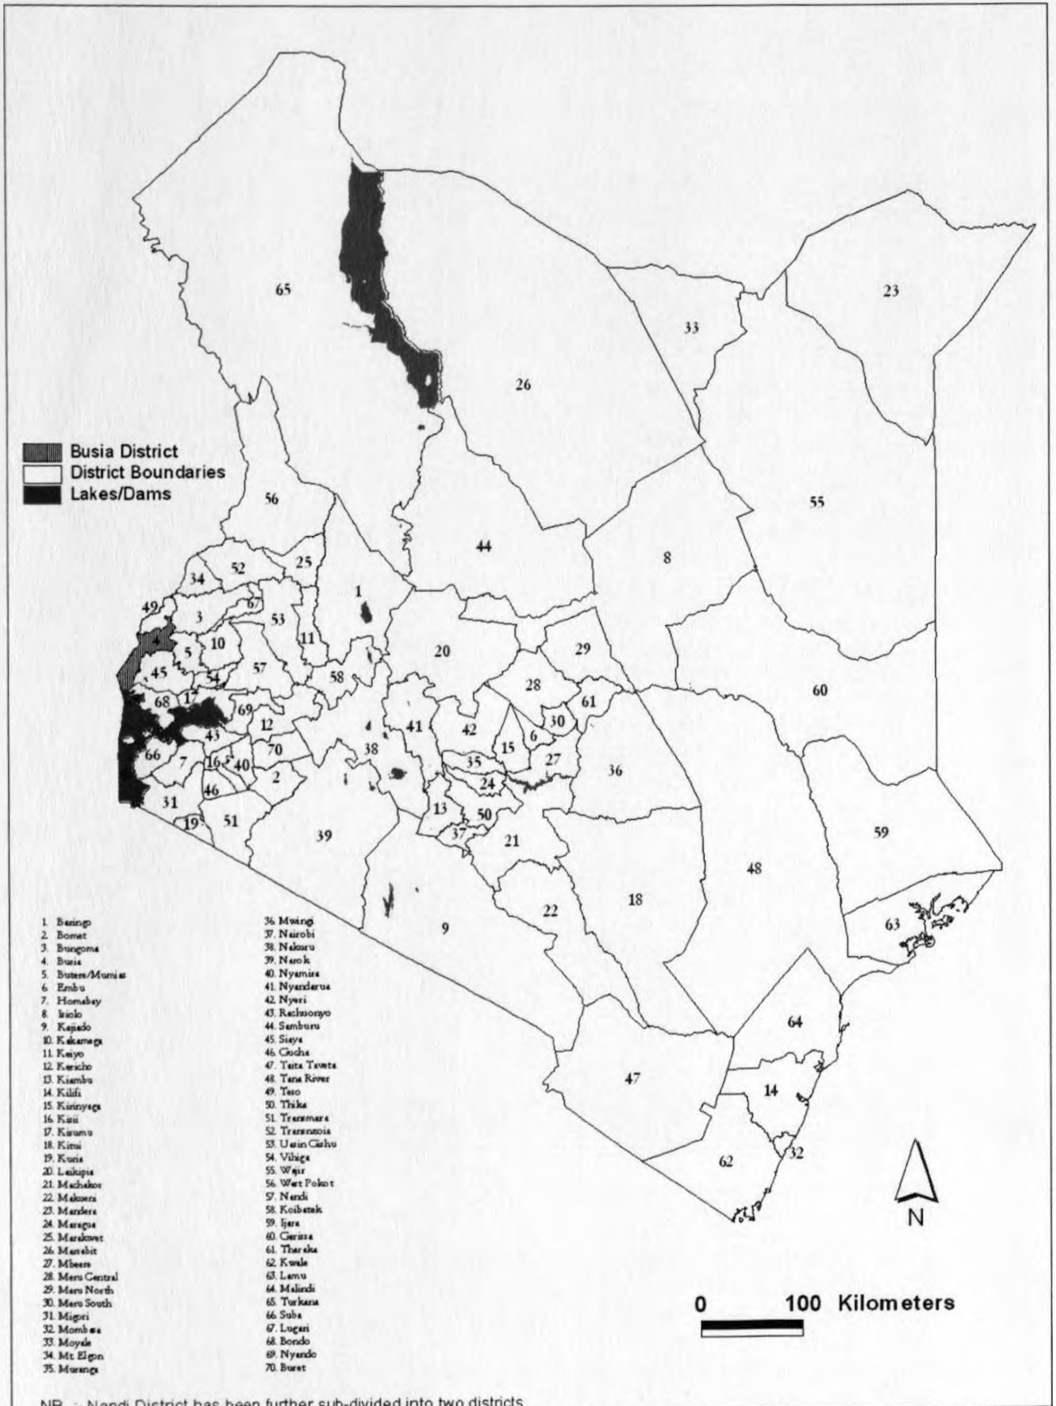 65
23
33
26
Busia District
District Boundaries
Lakes/Dams
55
56
44
8
52
25
34
1
49
67
3
53
4
10
11
5
20
29
45
54
57
58
28
60
68
17
61
69
30
12
41
42
6
43
15
38
66
70
27
7
16
40
35
36
2
24
46
31
13
50
19
51
37
59
39
21
48
18
22
63
9
64
47
14
32
62
N
0 100 Kilometers
1. Baringo
2. Bomet
3. Bungoma
4. Busia
5. Butere/Mumias
6. Embu
7. Homabay
8. Isiolo
9. Kajiado
10. Kakamega
11. Keiyo
12. Kericho
13. Kiambu
14. Kilifi
15. Kirinyaga
16. Kisii
17. Kisumu
18. Kitui
19. Kuria
20. Laikipia
21. Machakos
22. Makueni
23. Mandera
24. Maragua
25. Marakwet
26. Marsabit
27. Mbeere
28. Meru Central
29. Meru North
30. Meru South
31. Migori
32. Mombasa
33. Moyale
34. Mt. Elgon
35. Muranga
36. Mwingi
37. Nairobi
38. Nakuru
39. Narok
40. Nyamira
41. Nyandarua
42. Nyeri
43. Rachuonyo
44. Samburu
45. Siaya
46. Gucha
47. Taita Taveta
48. Tana River
49. Teso
50. Thika
51. Transmara
52. Transnzoia
53. Uasin Gishu
54. Vihiga
55. Wajir
56. West Pokot
57. Nandi
58. Koibatek
59. Ijara
60. Garissa
61. Tharaka
62. Kwale
63. Lamu
64. Malindi
65. Turkana
66. Suba
67. Lugari
68. Bondo
69. Nyando
70. Buret
NB :- Nandi District has been further sub-divided into two districts